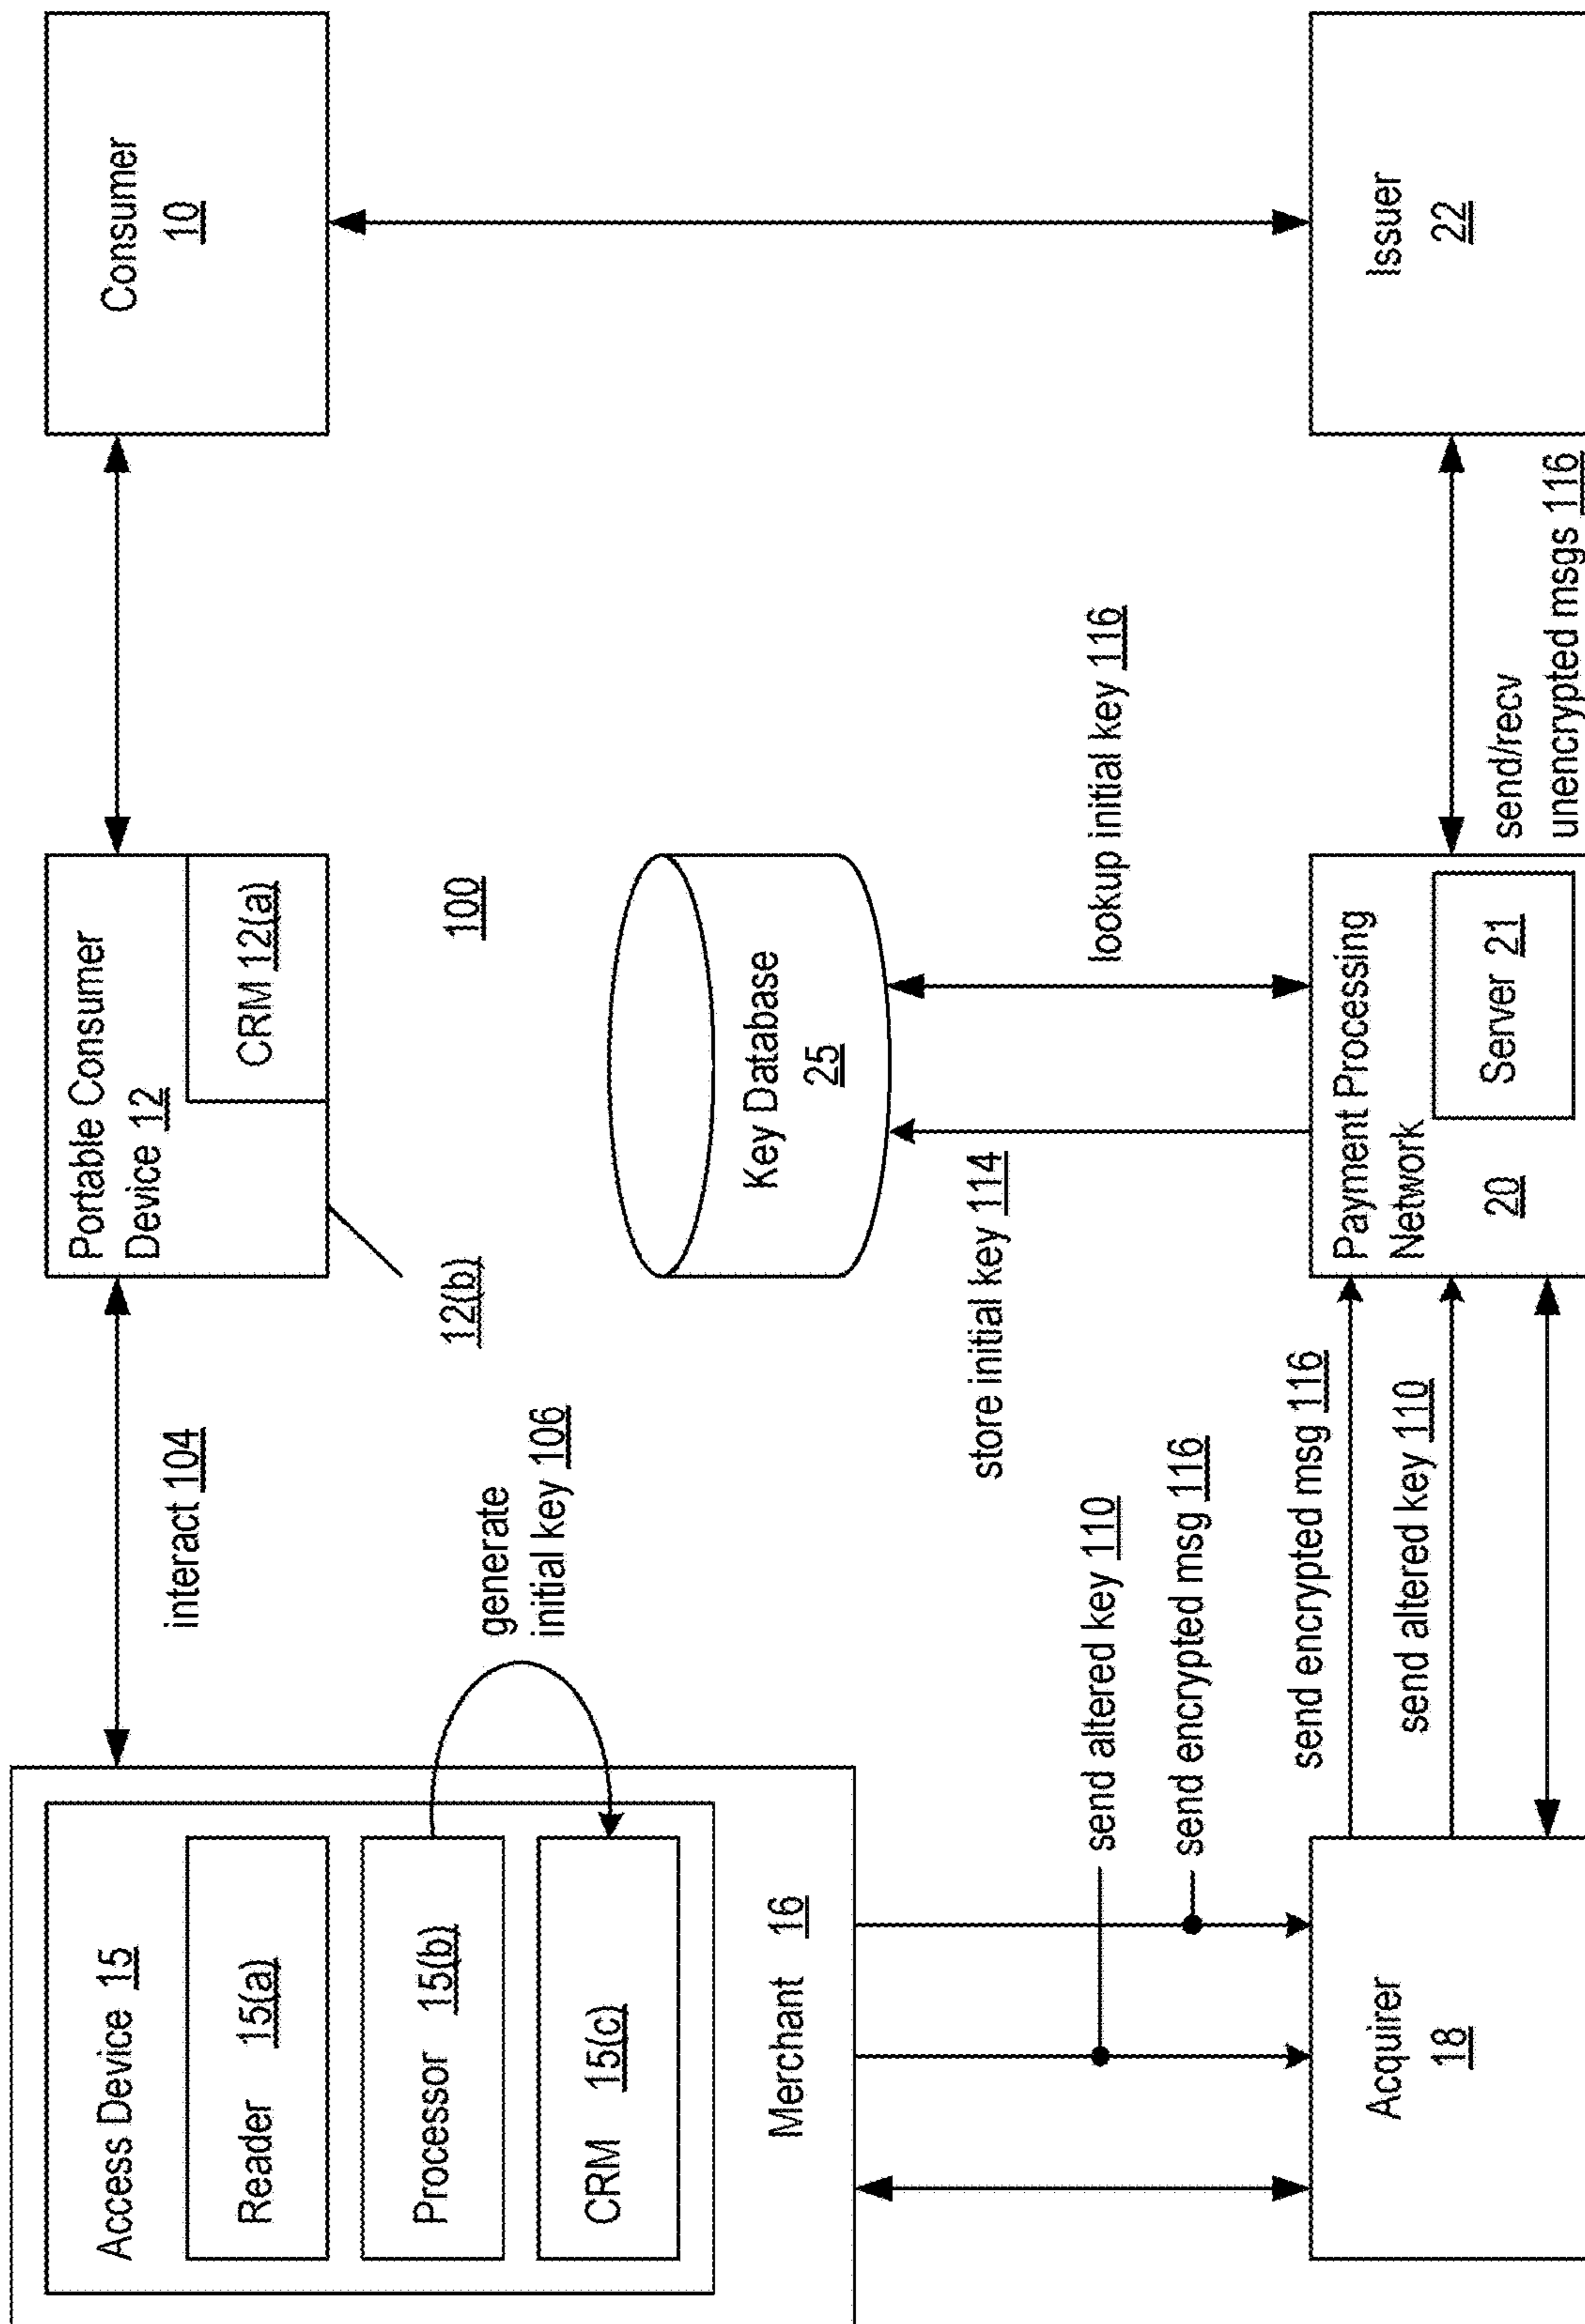 Access Device 15
Reader 15(a)
Processor 15(b)
CRM 15(c)
Merchant 16
interact 104
generate
initial key 106
Portable Consumer
Device 12
CRM 12(a)
12(b)
100
Consumer
10
Key Database
25
store initial key 114
lookup initial key 116
send altered key 110
send encrypted msg 116
Acquirer
18
send encrypted msg 116
send altered key 110
Payment Processing
Network
20
Server 21
send/recv
unencrypted msgs 116
Issuer
22